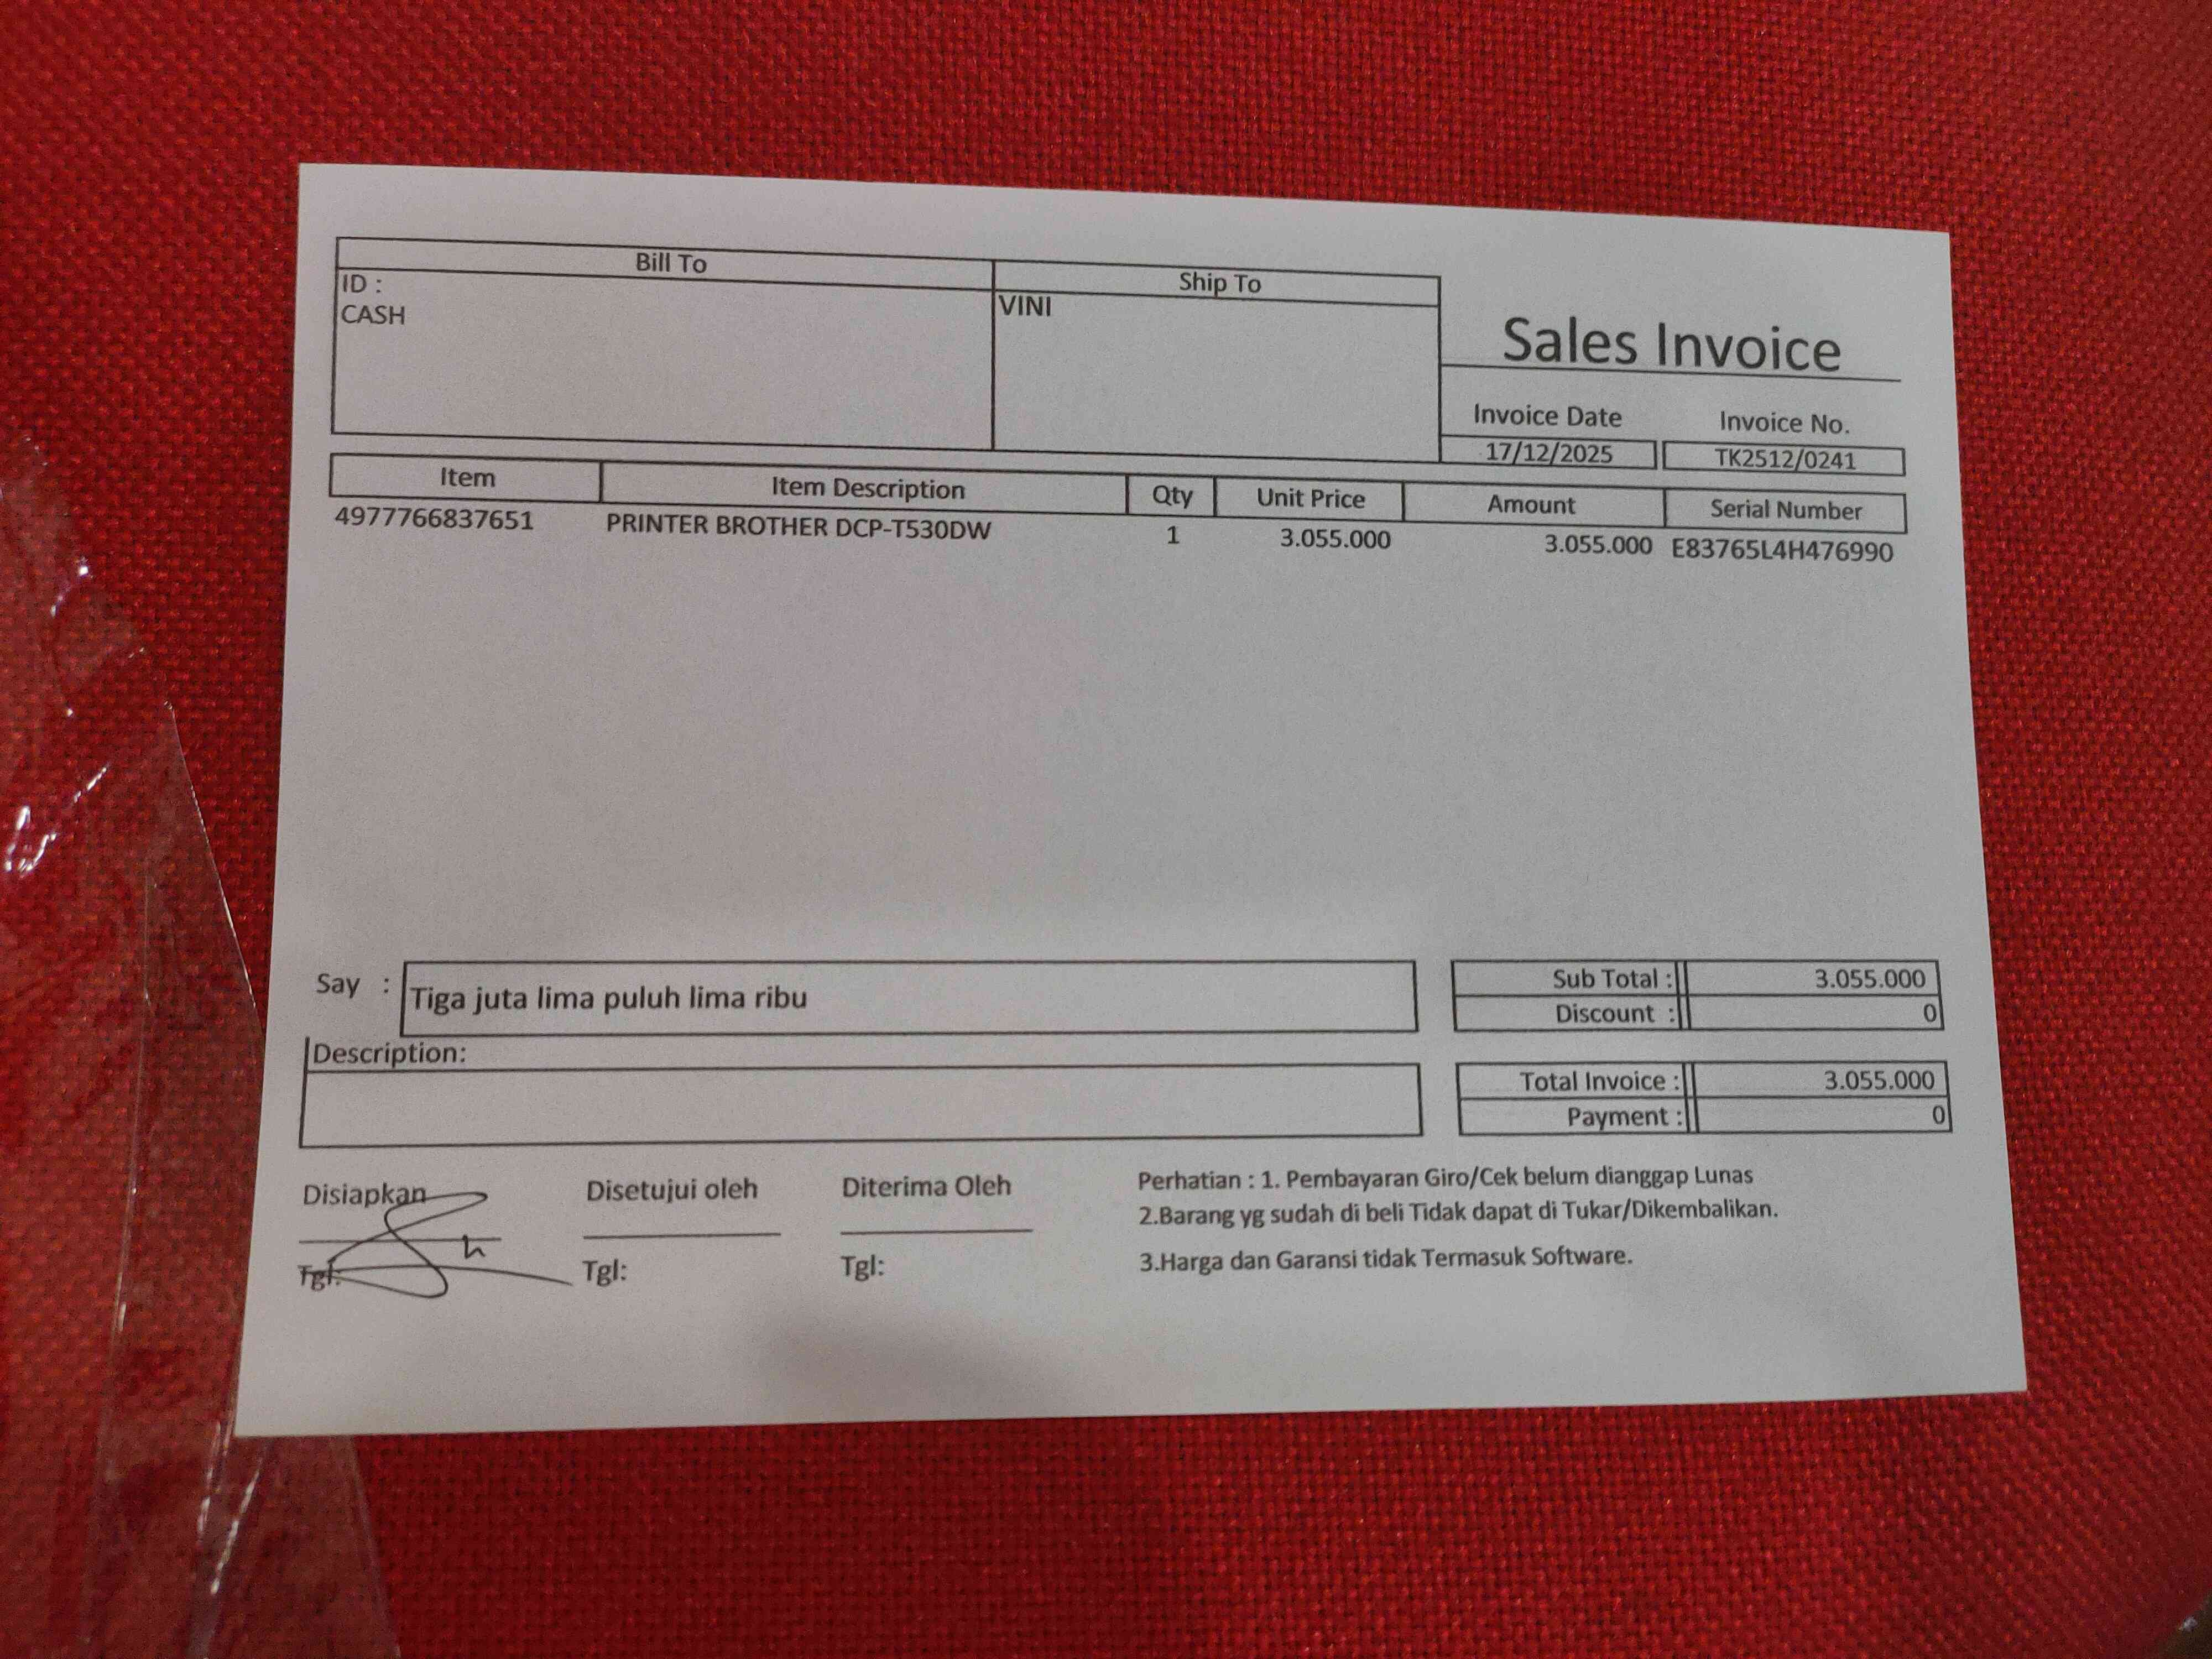 Bill To
Ship To
ID :
CASH
VINI
Sales Invoice
Invoice Date
Invoice No.
17/12/2025
TK2512/0241
Item
Item Description
Qty
Unit Price
Amount
Serial Number
4977766837651
PRINTER BROTHER DCP-T530DW
1
3.055.000
3.055.000
E83765L4H476990
Say :
Tiga juta lima puluh lima ribu
Sub Total :
3.055.000
Discount :
0
Description:
Total Invoice :
3.055.000
Payment :
0
Disiapkan
Disetujui oleh
Diterima Oleh
Tgl:
Tgl:
Tgl:
Perhatian : 1. Pembayaran Giro/Cek belum dianggap Lunas
2.Barang yg sudah di beli Tidak dapat di Tukar/Dikembalikan.
3.Harga dan Garansi tidak Termasuk Software.